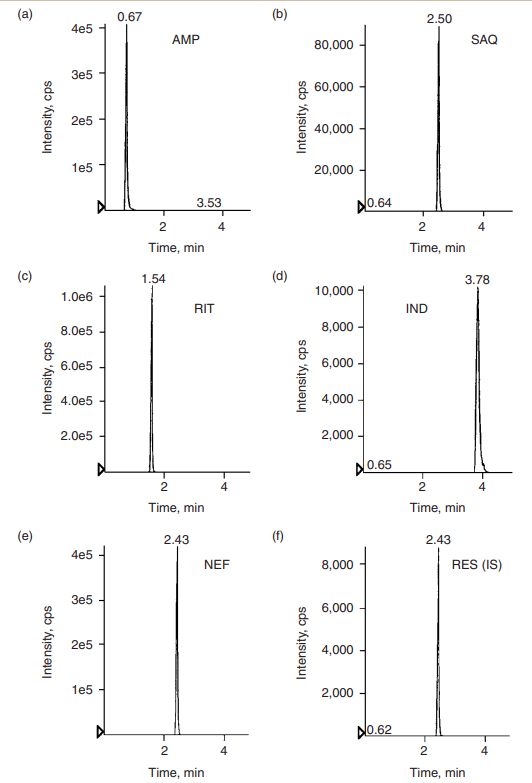 (a)
0.67
AMP
4e5
3e5
2e5
1e5
3.53
2 4
Intensity, cps
Time, min
(b)
2.50
SAQ
80,000
60,000
40,000
20,000
0.64
2 4
Intensity, cps
Time, min
(c)
1.54
RIT
1.0e6
8.0e5
6.0e5
4.0e5
2.0e5
2 4
Intensity, cps
Time, min
(d)
3.78
IND
10,000
8,000
6,000
4,000
2,000
0.65
2 4
Intensity, cps
Time, min
(e)
2.43
NEF
4e5
3e5
2e5
1e5
2 4
Intensity, cps
Time, min
(f)
2.43
RES (IS)
8,000
6,000
4,000
2,000
0.62
2 4
Intensity, cps
Time, min